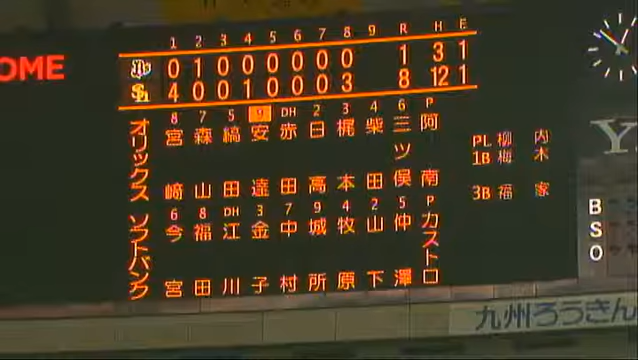 1 2 3 4 5 6 7 8 9 R H E
OME
0 1 0 0 0 0 0 0 1 3 1
4 0 0 1 0 0 0 3 8 12 1
8 7 5 9 DH 2 3 4 6 P
オリックス 宮﨑 森山 縞田 安達 赤田 日高 梶本 柴田 三ツ俣 阿南
6 8 DH 3 7 9 4 2 5 P
ソフトバンク 今宮 福田 江川 金子 中村 城所 牧原 山下 仲澤 カストロ
PL 柳内
1B 梅木
3B 福家
B
S
O
Y
九州ろうきん